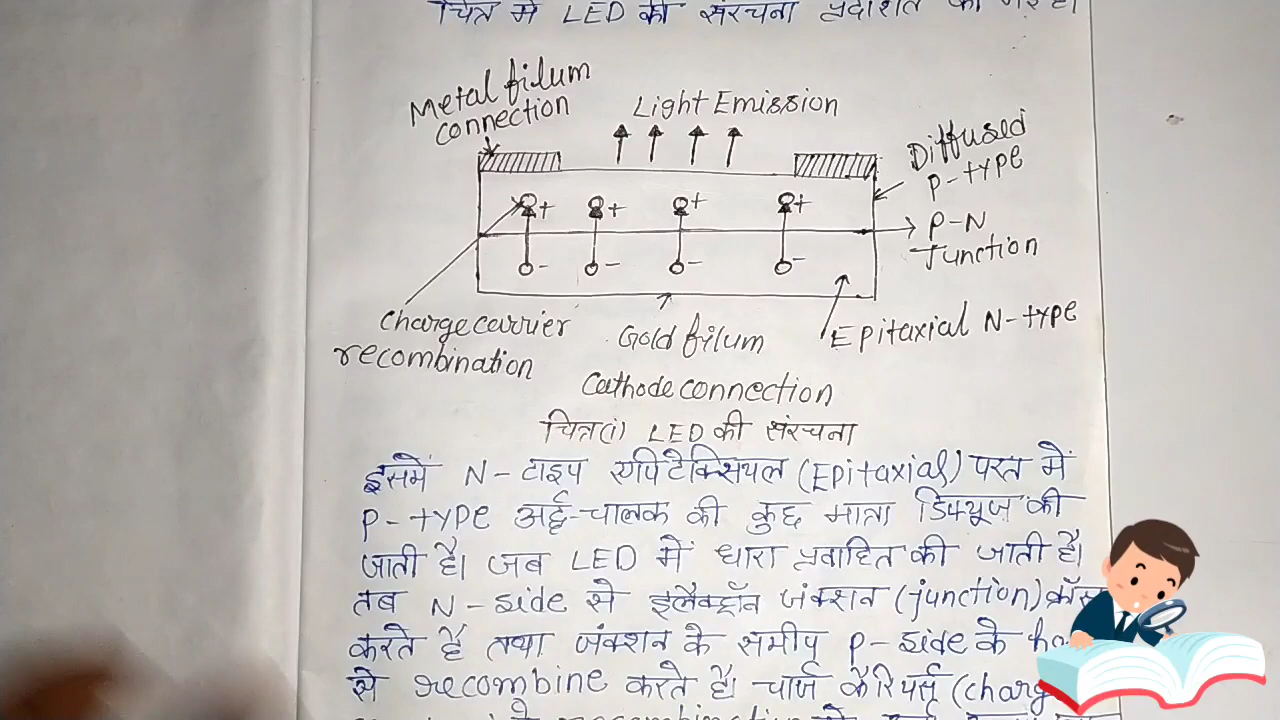 चित्र में LED की संरचना प्रदर्शित की गई है।
Metal filum
connection
Light Emission
Diffused
P-type
+ + + +
P-N
Junction
- - - -
Charge carrier
recombination
Gold filum
Epitaxial N-type
Cathode connection
चित्र(i) LED की संरचना
इसमें N-टाइप एपिटेक्सियल (Epitaxial) परत में
P-type अर्द्ध-चालक की कुछ मात्रा डिफ्यूज की
जाती है। जब LED में धारा प्रवाहित की जाती है।
तब N-side से इलैक्ट्रॉन जंक्शन (junction) क्रॉस
करते हैं तथा जंक्शन के समीप P-side के
से recombine करते है। चार्ज कैरियर्स